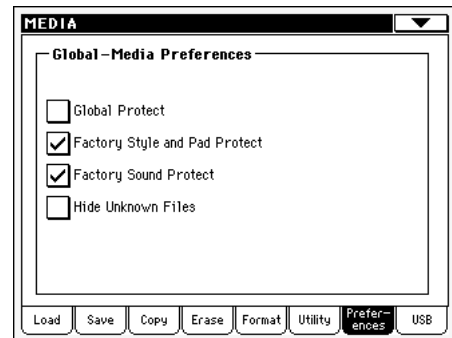 MEDIA
Global-Media Preferences
Global Protect
Factory Style and Pad Protect
Factory Sound Protect
Hide Unknown Files
Load Save Copy Erase Format Utility Prefer-ences USB